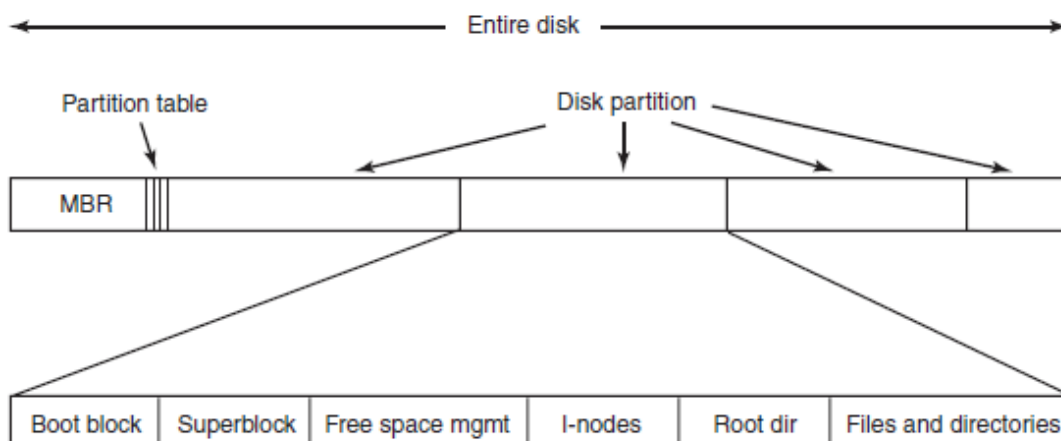 Entire disk
Partition table
Disk partition
MBR
Boot block
Superblock
Free space mgmt
I-nodes
Root dir
Files and directories